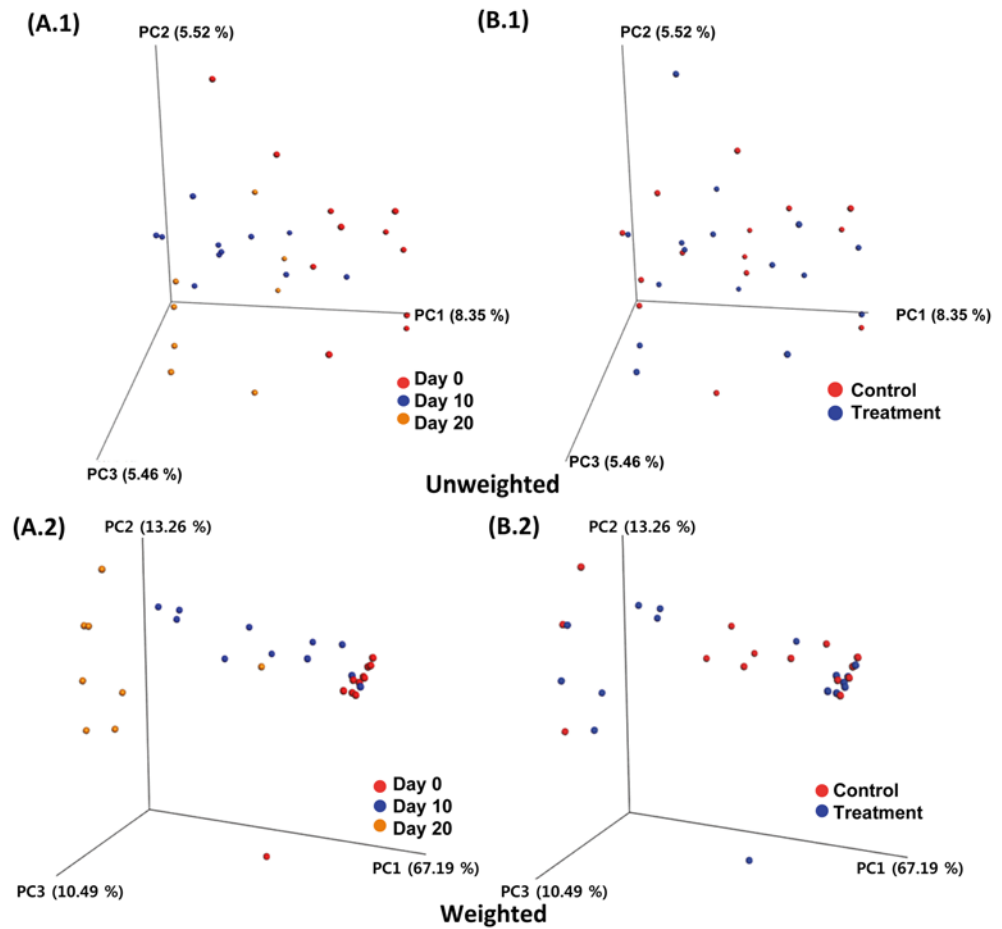 (A.1)
PC2 (5.52 %)
PC1 (8.35 %)
Day 0
Day 10
Day 20
PC3 (5.46 %)
(B.1)
PC2 (5.52 %)
PC1 (8.35 %)
Control
Treatment
PC3 (5.46 %)
Unweighted
(A.2)
PC2 (13.26 %)
Day 0
Day 10
Day 20
PC1 (67.19 %)
PC3 (10.49 %)
(B.2)
PC2 (13.26 %)
Control
Treatment
PC1 (67.19 %)
PC3 (10.49 %)
Weighted